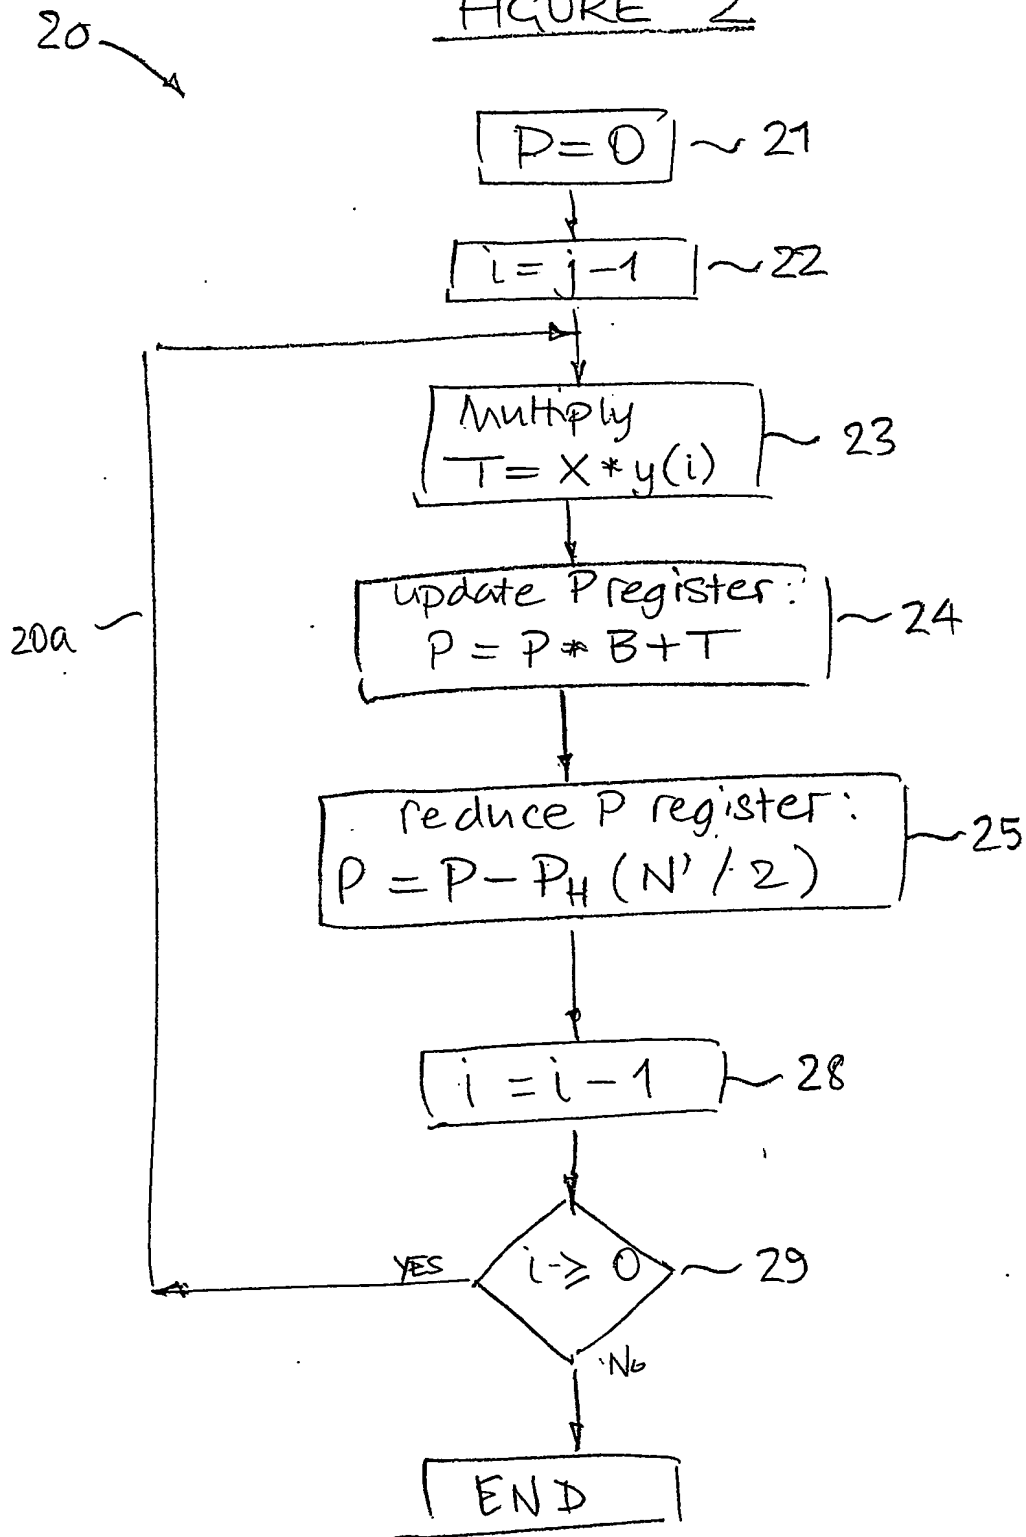 FIGURE 2
20
P=0
21
i = j -1
22
Multiply
T = X * y(i)
23
update P register:
P = P * B + T
24
20a
reduce P register:
P = P - PH (N' / 2)
25
i = i - 1
28
i ≥ 0
29
YES
No
END